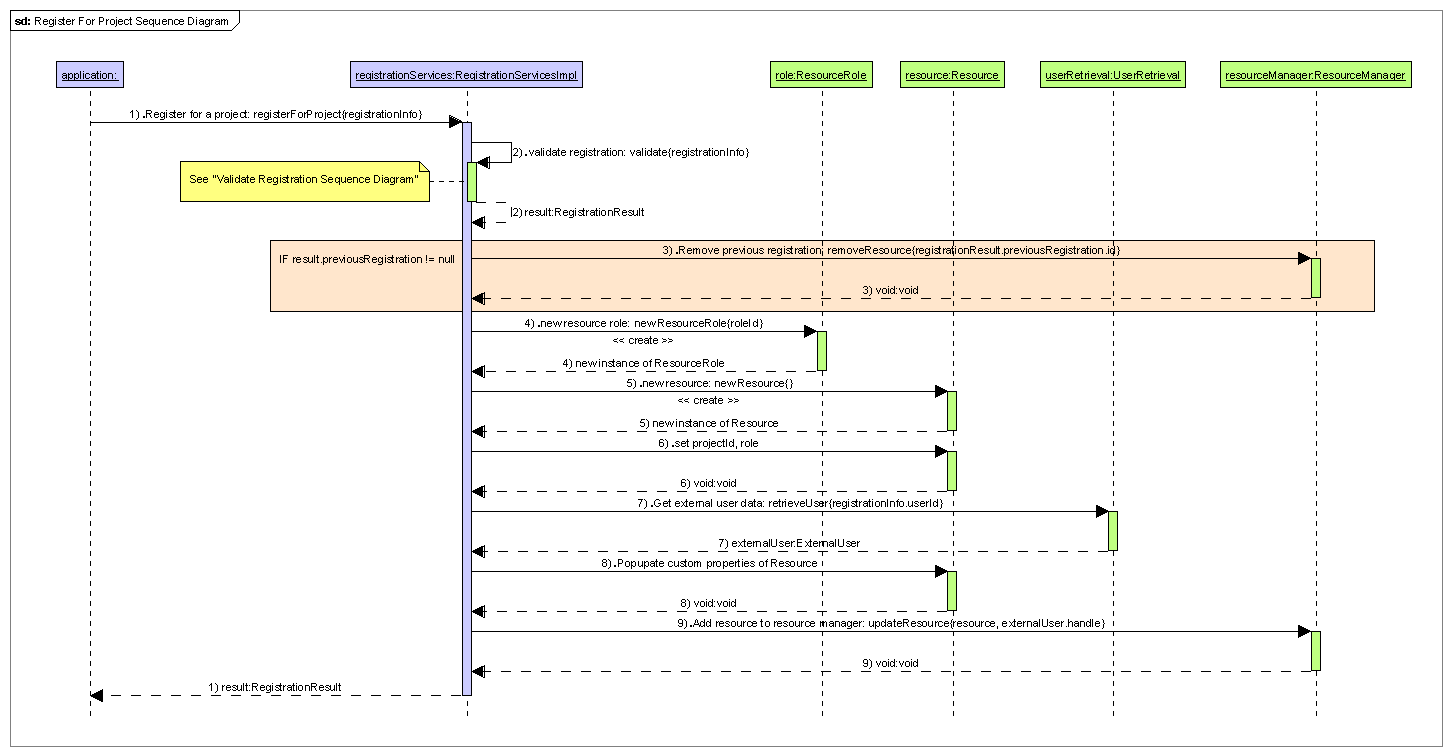 sd: Register For Project Sequence Diagram
application:
registrationServices:RegistrationServicesImpl
role:ResourceRole
resource:Resource
userRetrieval:UserRetrieval
resourceManager:ResourceManager
1) .Register for a project: registerForProject{registrationInfo}
2) .validate registration: validate{registrationInfo}
See "Validate Registration Sequence Diagram"
2) result:RegistrationResult
3) .Remove previous registration: removeResource{registrationResult.previousRegistration.id}
IF result.previousRegistration != null
3) void:void
4) .new resource role: new ResourceRole{roleId}
<< create >>
4) new instance of ResourceRole
5) .new resource: new Resource{}
<< create >>
5) new instance of Resource
6) .set projectId, role
6) void:void
7) .Get external user data: retrieveUser{registrationInfo.userId}
7) externalUser:ExternalUser
8) .Popupate custom properties of Resource
8) void:void
9) .Add resource to resource manager: updateResource{resource, externalUser.handle}
9) void:void
1) result:RegistrationResult